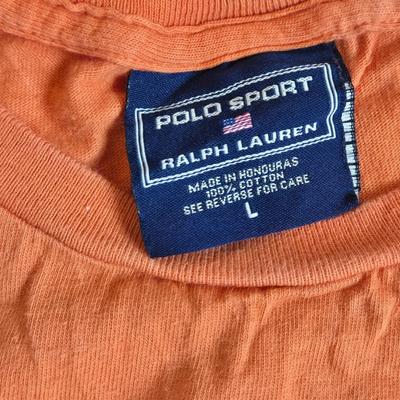 POLO SPORT
RALPH LAUREN
MADE IN HONDURAS
100% COTTON
SEE REVERSE FOR CARE
L